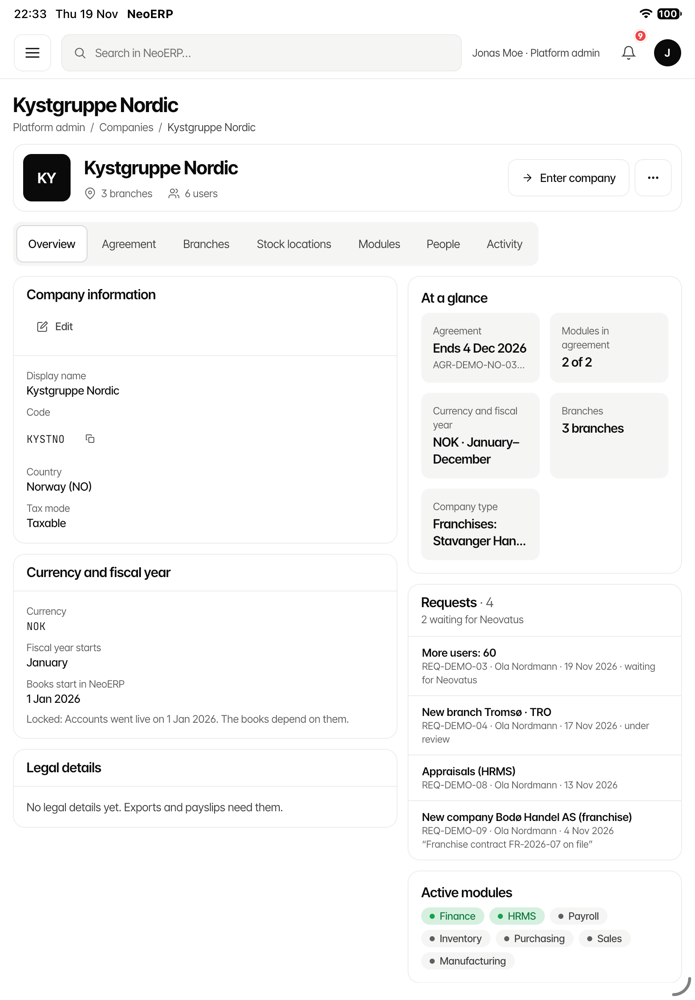 22:33 Thu 19 Nov NeoERP
100
Search in NeoERP...
Jonas Moe · Platform admin
9
J
Kystgruppe Nordic
Platform admin / Companies / Kystgruppe Nordic
KY
Kystgruppe Nordic
3 branches 6 users
Enter company
Overview Agreement Branches Stock locations Modules People Activity
Company information
Edit
Display name
Kystgruppe Nordic
Code
KYSTNO
Country
Norway (NO)
Tax mode
Taxable
Currency and fiscal year
Currency
NOK
Fiscal year starts
January
Books start in NeoERP
1 Jan 2026
Locked: Accounts went live on 1 Jan 2026. The books depend on them.
Legal details
No legal details yet. Exports and payslips need them.
At a glance
Agreement
Ends 4 Dec 2026
AGR-DEMO-NO-03...
Modules in
agreement
2 of 2
Currency and fiscal
year
NOK · January–
December
Branches
3 branches
Company type
Franchises:
Stavanger Han...
Requests · 4
2 waiting for Neovatus
More users: 60
REQ-DEMO-03 · Ola Nordmann · 19 Nov 2026 · waiting
for Neovatus
New branch Tromsø · TRO
REQ-DEMO-04 · Ola Nordmann · 17 Nov 2026 · under
review
Appraisals (HRMS)
REQ-DEMO-08 · Ola Nordmann · 13 Nov 2026
New company Bodø Handel AS (franchise)
REQ-DEMO-09 · Ola Nordmann · 4 Nov 2026
“Franchise contract FR-2026-07 on file”
Active modules
Finance HRMS Payroll
Inventory Purchasing Sales
Manufacturing